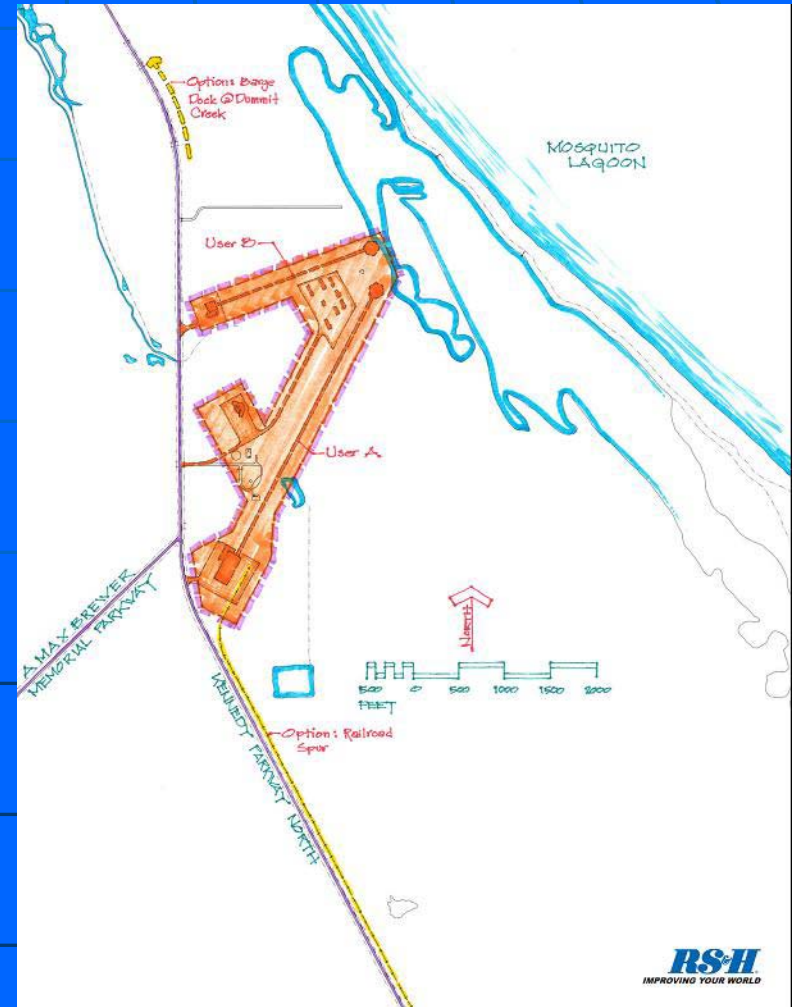 Option: Barge
Dock @ Dummit
Creek
MOSQUITO
LAGOON
User B
User A
A. MAX BREWER
MEMORIAL PARKWAY
NORTH
500 0 500 1000 1500 2000
FEET
KENNEDY PARKWAY NORTH
Option: Railroad
Spur
RS&H
IMPROVING YOUR WORLD